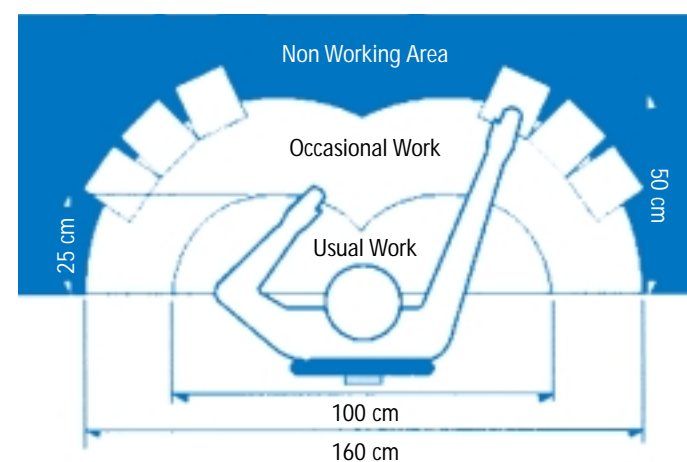 Non Working Area
Occasional Work
50 cm
25 cm
Usual Work
100 cm
160 cm